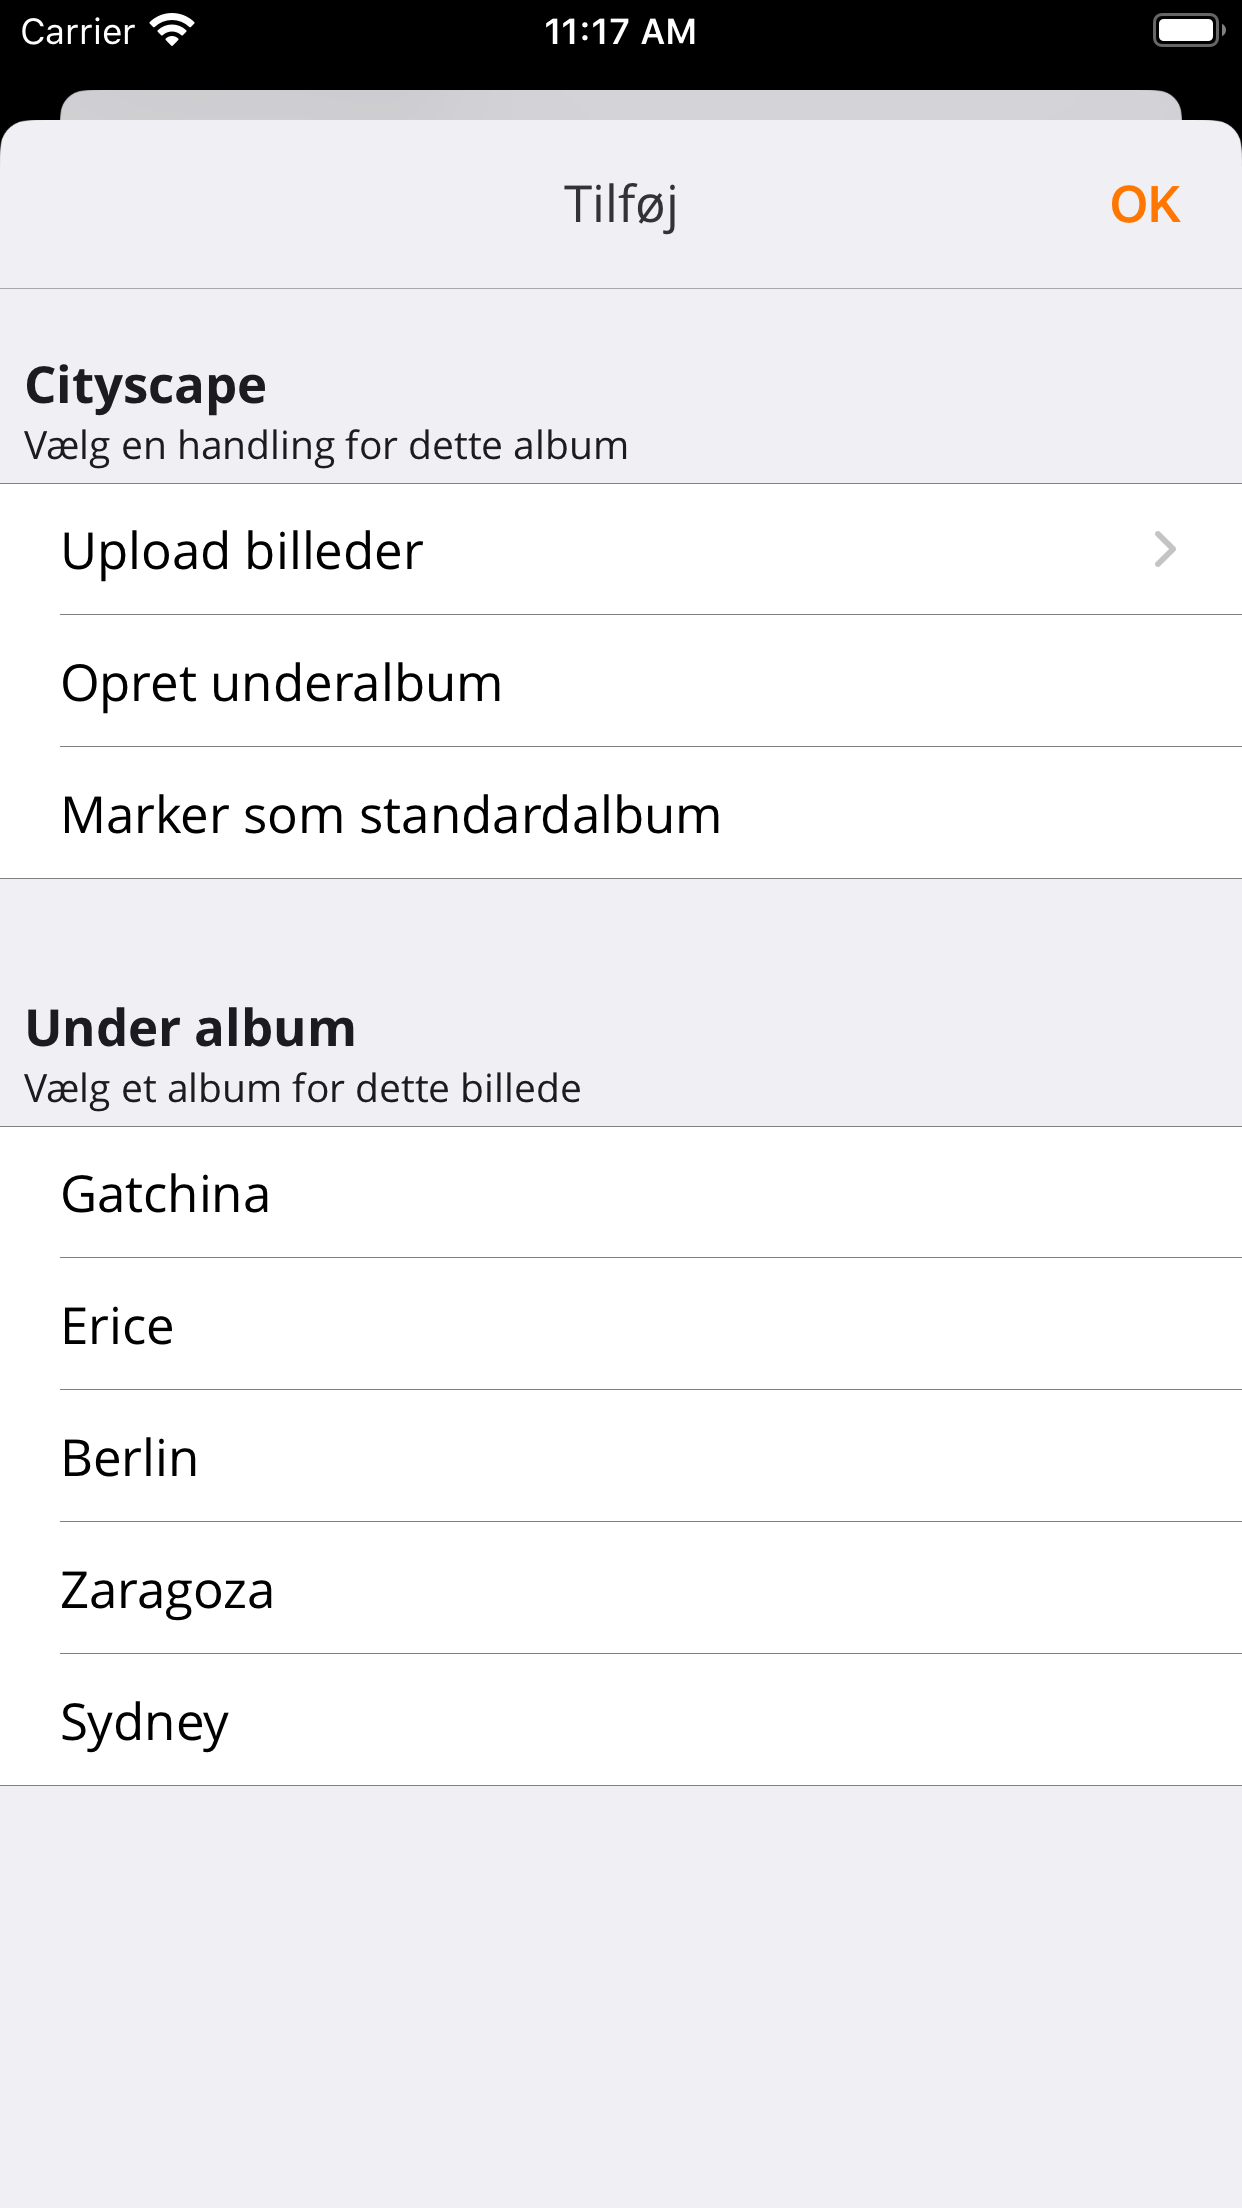 Carrier 11:17 AM
Tilføj OK
Cityscape
Vælg en handling for dette album
Upload billeder
Opret underalbum
Marker som standardalbum
Under album
Vælg et album for dette billede
Gatchina
Erice
Berlin
Zaragoza
Sydney